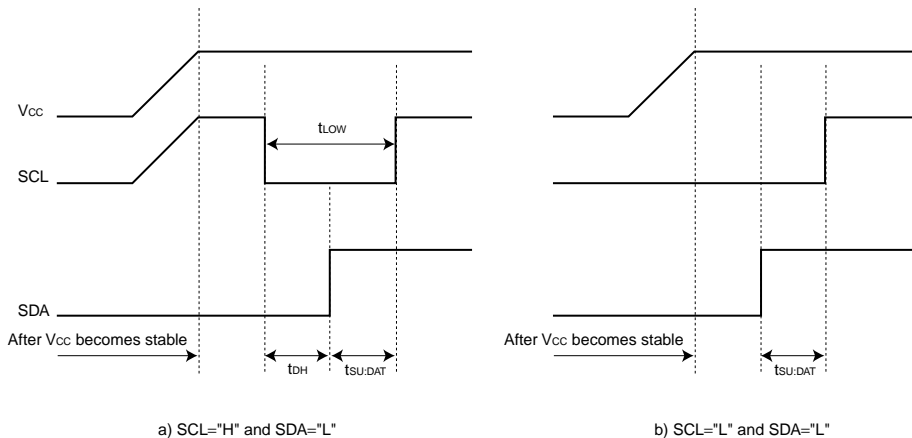 VCC
tLOW
SCL
SDA
After VCC becomes stable
tDH
tSU:DAT
a) SCL="H" and SDA="L"
After VCC becomes stable
tSU:DAT
b) SCL="L" and SDA="L"